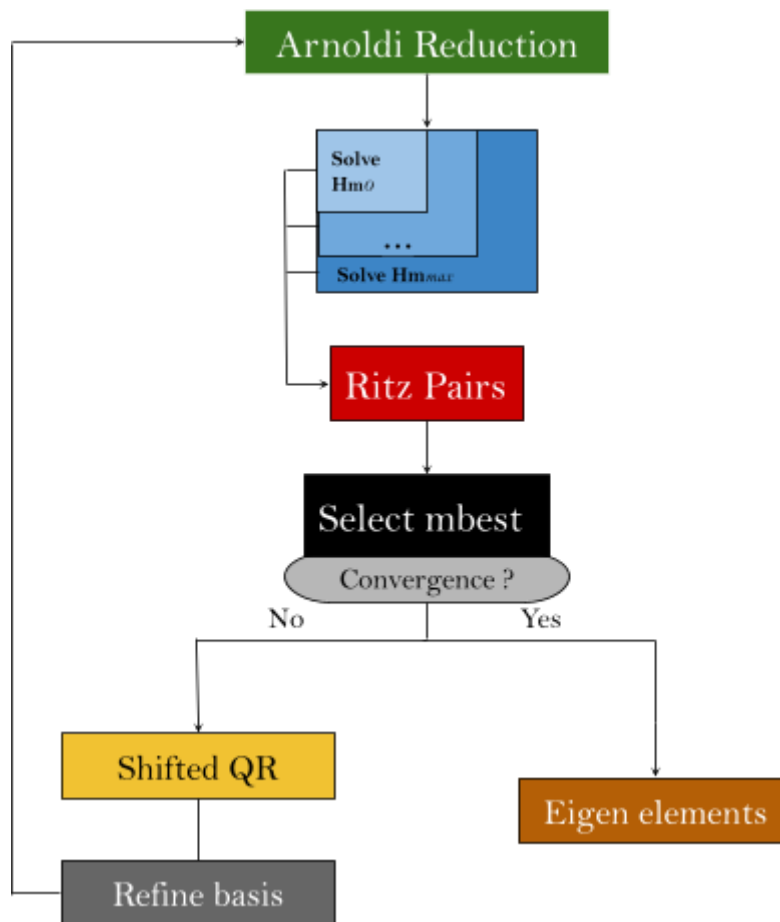 Arnoldi Reduction
Solve
Hm0
...
Solve Hmmax
Ritz Pairs
Select mbest
Convergence ?
No
Yes
Shifted QR
Eigen elements
Refine basis